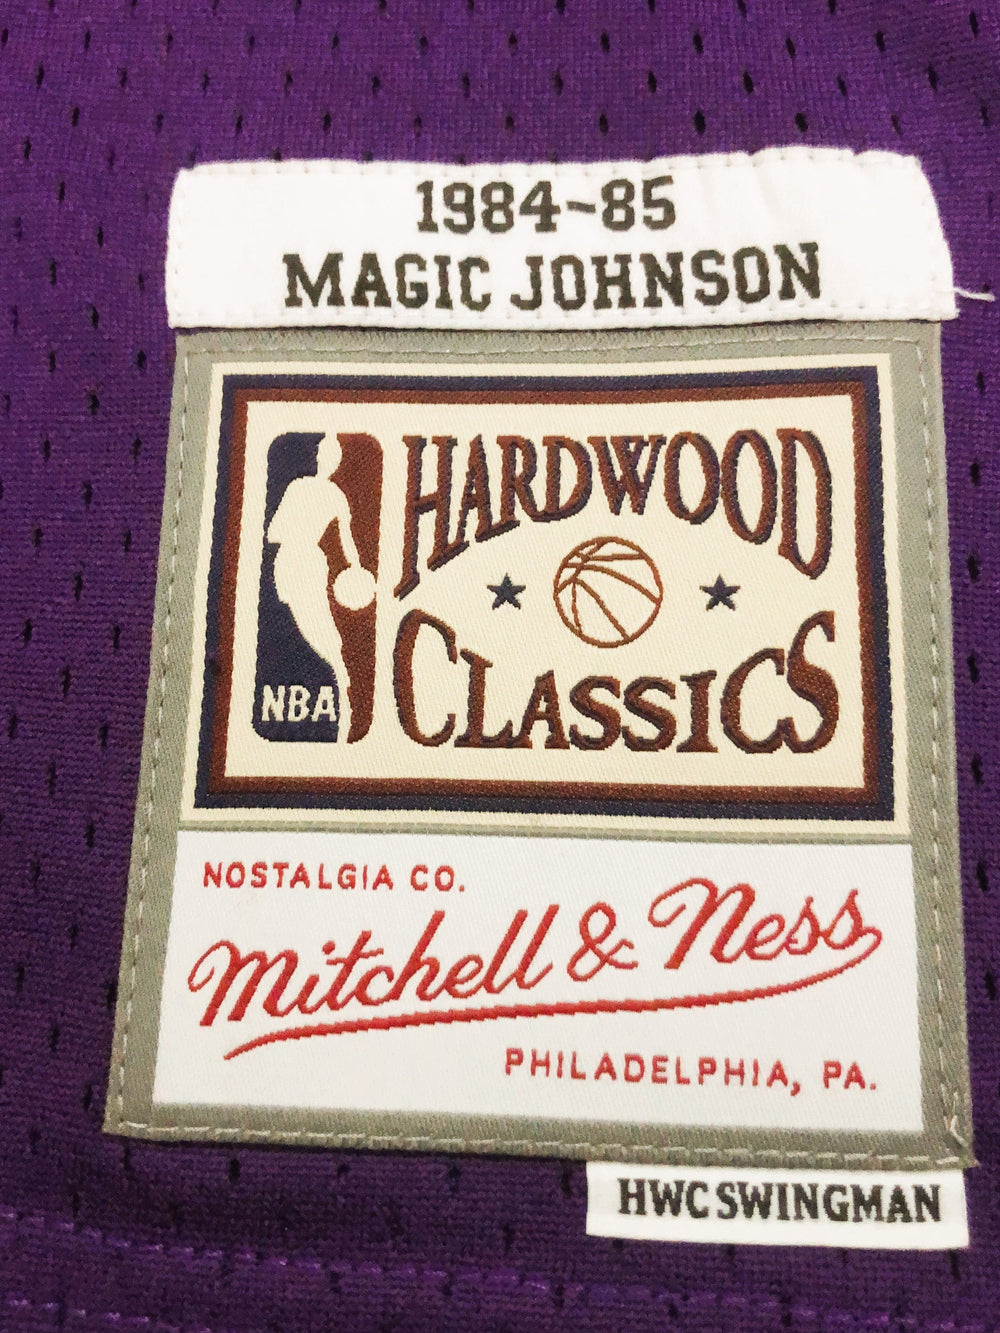 1984-85
MAGIC JOHNSON
HARDWOOD
CLASSICS
NBA
NOSTALGIA CO.
Mitchell & Ness
PHILADELPHIA, PA.
HWC SWINGMAN